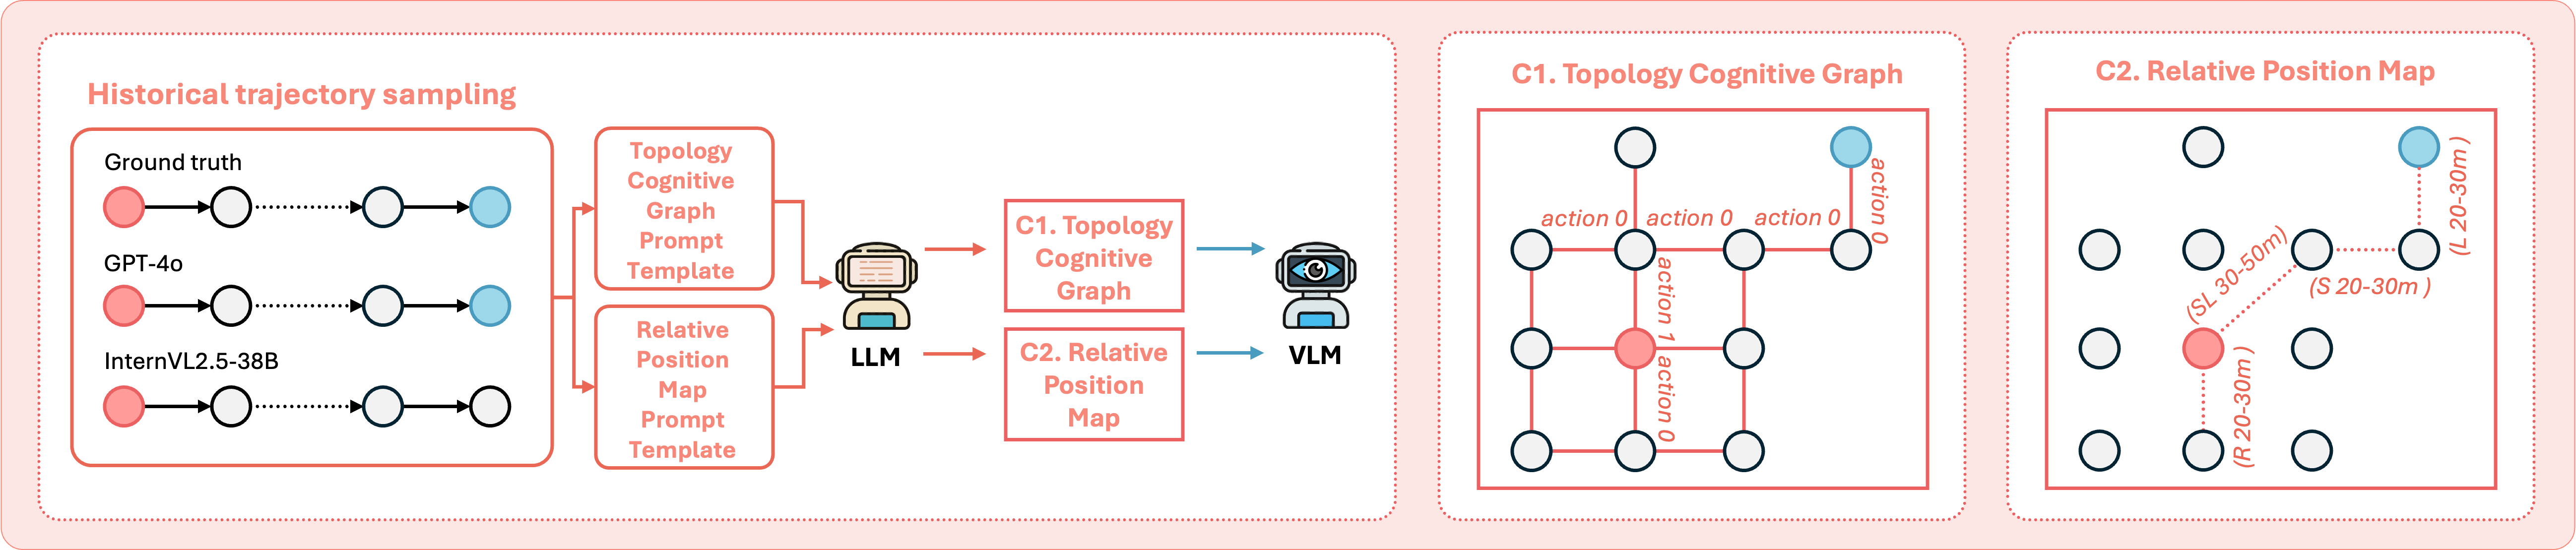 Historical trajectory sampling
Ground truth
GPT-4o
InternVL2.5-38B
Topology
Cognitive
Graph
Prompt
Template
Relative
Position
Map
Prompt
Template
LLM
C1. Topology
Cognitive
Graph
C2. Relative
Position
Map
VLM
C1. Topology Cognitive Graph
action 0
action 0
action 0
action 0
action 1
action 0
C2. Relative Position Map
(L 20-30m )
(SL 30-50m)
(S 20-30m )
(R 20-30m )